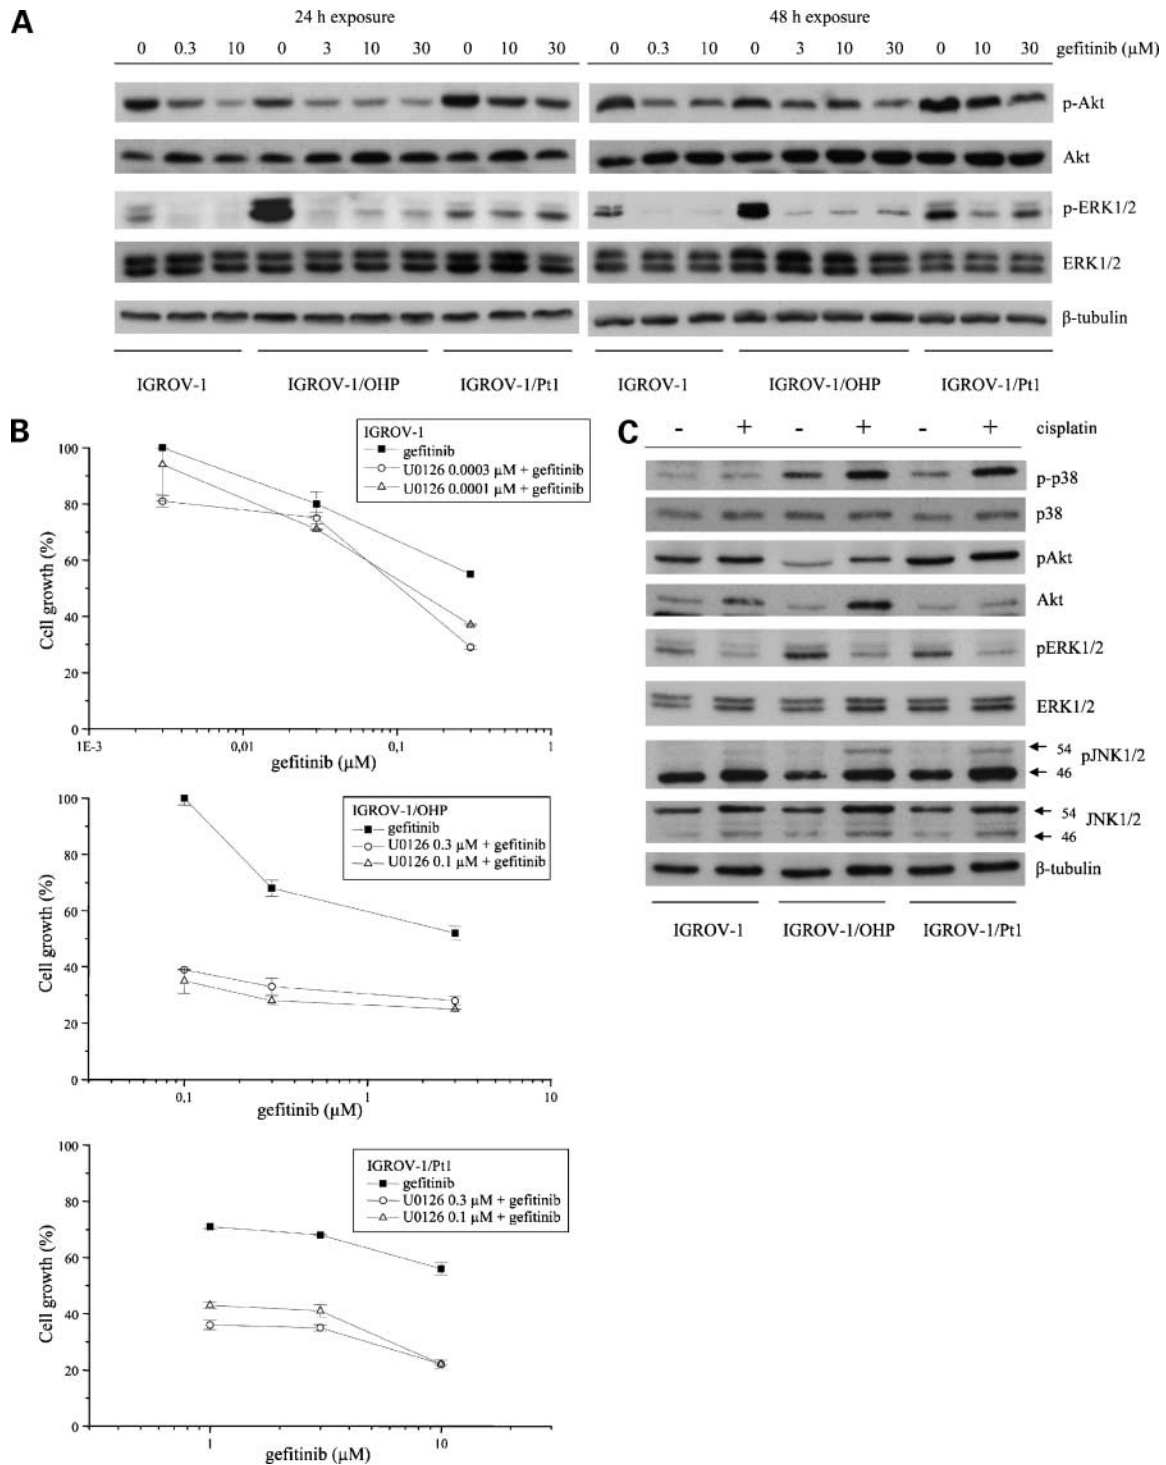 A
24 h exposure 48 h exposure
0 0.3 10 0 3 10 30 0 10 30 0 0.3 10 0 3 10 30 0 10 30 gefitinib (µM)
p-Akt
Akt
p-ERK1/2
ERK1/2
β-tubulin
IGROV-1 IGROV-1/OHP IGROV-1/Pt1 IGROV-1 IGROV-1/OHP IGROV-1/Pt1
B
IGROV-1
gefitinib
U0126 0.0003 µM + gefitinib
U0126 0.0001 µM + gefitinib
Cell growth (%)
100
80
60
40
20
0
1E-3 0,01 0,1 1
gefitinib (µM)
IGROV-1/OHP
gefitinib
U0126 0.3 µM + gefitinib
U0126 0.1 µM + gefitinib
Cell growth (%)
100
80
60
40
20
0
0,1 1 10
gefitinib (µM)
IGROV-1/Pt1
gefitinib
U0126 0.3 µM + gefitinib
U0126 0.1 µM + gefitinib
Cell growth (%)
100
80
60
40
20
0
1 10
gefitinib (µM)
C
- + - + - + cisplatin
p-p38
p38
pAkt
Akt
pERK1/2
ERK1/2
54
pJNK1/2
46
54
JNK1/2
46
β-tubulin
IGROV-1 IGROV-1/OHP IGROV-1/Pt1